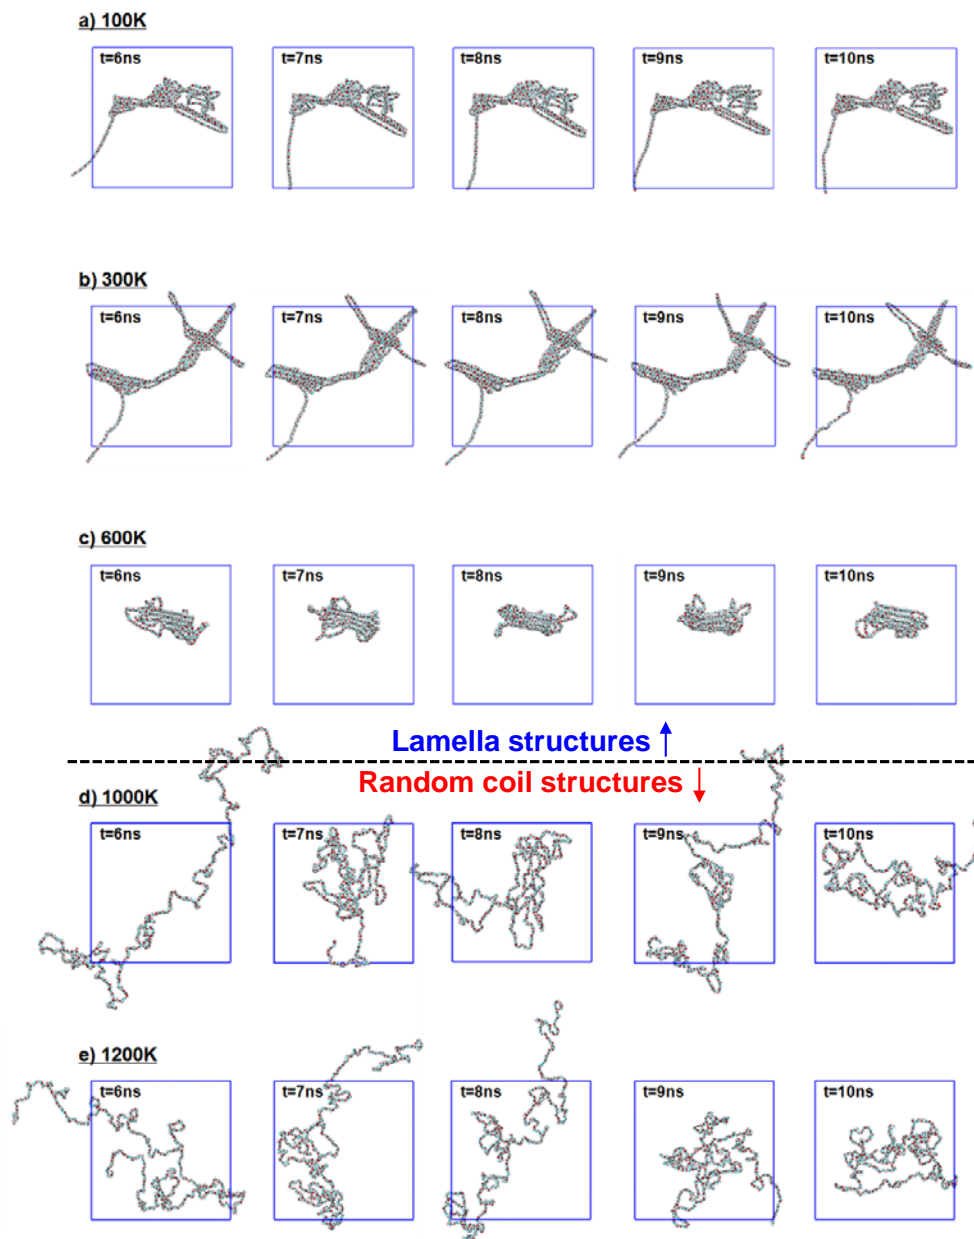 a) 100K
t=6ns t=7ns t=8ns t=9ns t=10ns
b) 300K
t=6ns t=7ns t=8ns t=9ns t=10ns
c) 600K
t=6ns t=7ns t=8ns t=9ns t=10ns
Lamella structures ↑
Random coil structures ↓
d) 1000K
t=6ns t=7ns t=8ns t=9ns t=10ns
e) 1200K
t=6ns t=7ns t=8ns t=9ns t=10ns